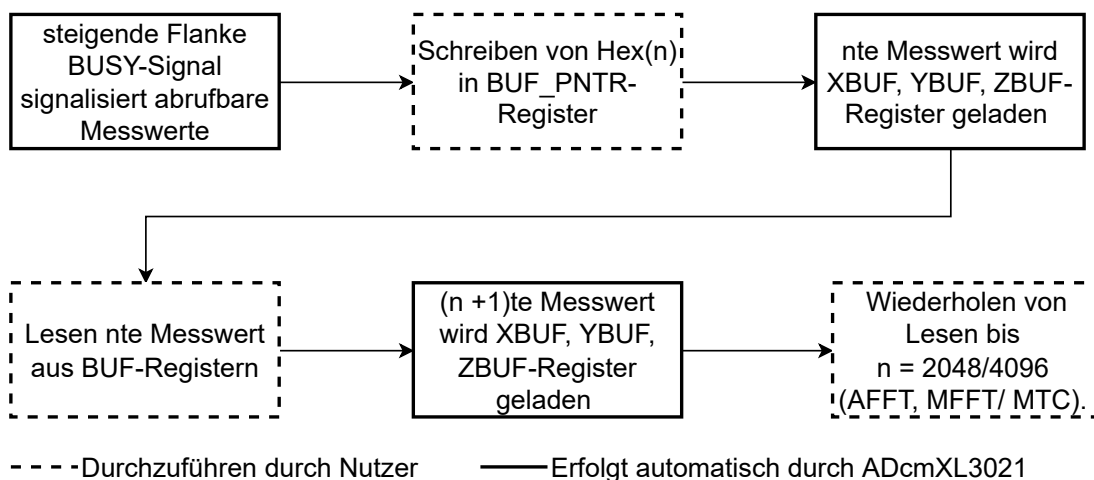 steigende Flanke
BUSY-Signal
signalisiert abrufbare
Messwerte
Schreiben von Hex(n)
in BUF_PNTR-
Register
nte Messwert wird
XBUF, YBUF, ZBUF-
Register geladen
Lesen nte Messwert
aus BUF-Registern
(n +1)te Messwert
wird XBUF, YBUF,
ZBUF-Register
geladen
Wiederholen von
Lesen bis
n = 2048/4096
(AFFT, MFFT/ MTC).
Durchzuführen durch Nutzer
Erfolgt automatisch durch ADcmXL3021